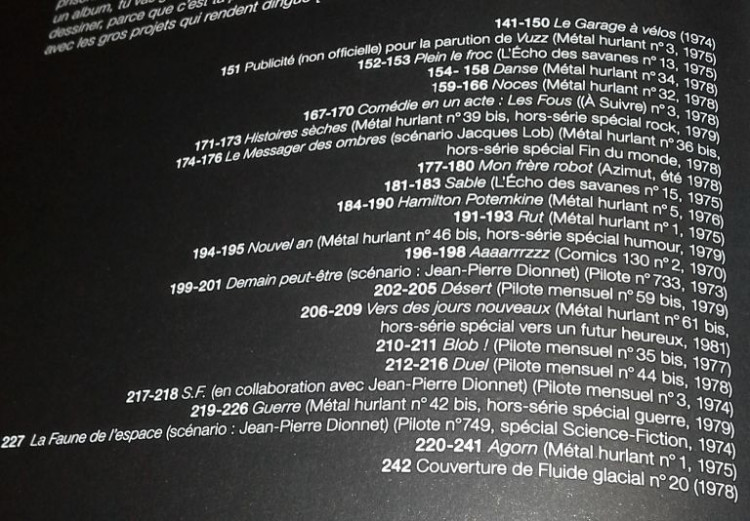 un album, tu
dessiner, parce que c'est
avec les gros projets qui rendent dingue
141-150 Le Garage à vélos (1974)
151 Publicité (non officielle) pour la parution de Vuzz (Métal hurlant n° 3, 1975)
152-153 Plein le froc (L'Écho des savanes n° 13, 1975)
154- 158 Danse (Métal hurlant n° 34, 1978)
159-166 Noces (Métal hurlant n° 32, 1978)
167-170 Comédie en un acte : Les Fous ((À Suivre) n° 3, 1978)
171-173 Histoires sèches (Métal hurlant n° 39 bis, hors-série spécial rock, 1979)
174-176 Le Messager des ombres (scénario Jacques Lob) (Métal hurlant n° 36 bis,
hors-série spécial Fin du monde, 1978)
177-180 Mon frère robot (Azimut, été 1978)
181-183 Sable (L'Écho des savanes n° 15, 1975)
184-190 Hamilton Potemkine (Métal hurlant n° 5, 1976)
191-193 Rut (Métal hurlant n° 1, 1975)
194-195 Nouvel an (Métal hurlant n° 46 bis, hors-série spécial humour, 1979)
196-198 Aaaarrrzzz (Comics 130 n° 2, 1970)
199-201 Demain peut-être (scénario : Jean-Pierre Dionnet) (Pilote n° 733, 1973)
202-205 Désert (Pilote mensuel n° 59 bis, 1979)
206-209 Vers des jours nouveaux (Métal hurlant n° 61 bis,
hors-série spécial vers un futur heureux, 1981)
210-211 Blob ! (Pilote mensuel n° 35 bis, 1977)
212-216 Duel (Pilote mensuel n° 44 bis, 1978)
217-218 S.F. (en collaboration avec Jean-Pierre Dionnet) (Pilote mensuel n° 3, 1974)
219-226 Guerre (Métal hurlant n° 42 bis, hors-série spécial guerre, 1979)
227 La Faune de l'espace (scénario : Jean-Pierre Dionnet) (Pilote n°749, spécial Science-Fiction, 1974)
220-241 Agorn (Métal hurlant n° 1, 1975)
242 Couverture de Fluide glacial n° 20 (1978)